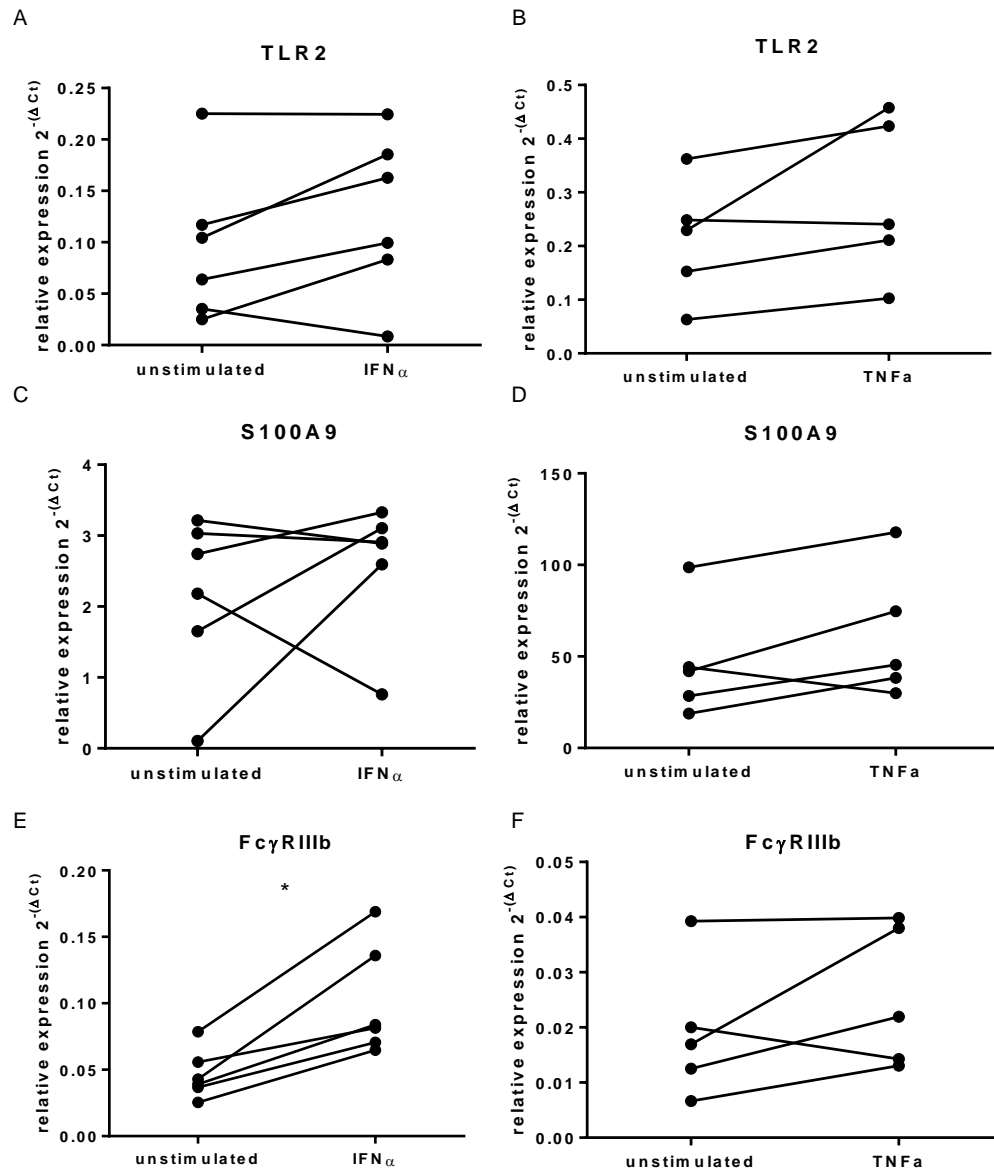 A
TLR2
relative expression 2^-(ΔCt)
0.25
0.20
0.15
0.10
0.05
0.00
unstimulated IFNα
B
TLR2
relative expression 2^-(ΔCt)
0.5
0.4
0.3
0.2
0.1
0.0
unstimulated TNFa
C
S100A9
relative expression 2^-(ΔCt)
4
3
2
1
0
unstimulated IFNα
D
S100A9
relative expression 2^-(ΔCt)
150
100
50
0
unstimulated TNFa
E
FcγRIIIb
relative expression 2^-(ΔCt)
0.20
0.15
0.10
0.05
0.00
*
unstimulated IFNα
F
FcγRIIIb
relative expression 2^-(ΔCt)
0.05
0.04
0.03
0.02
0.01
0.00
unstimulated TNFa